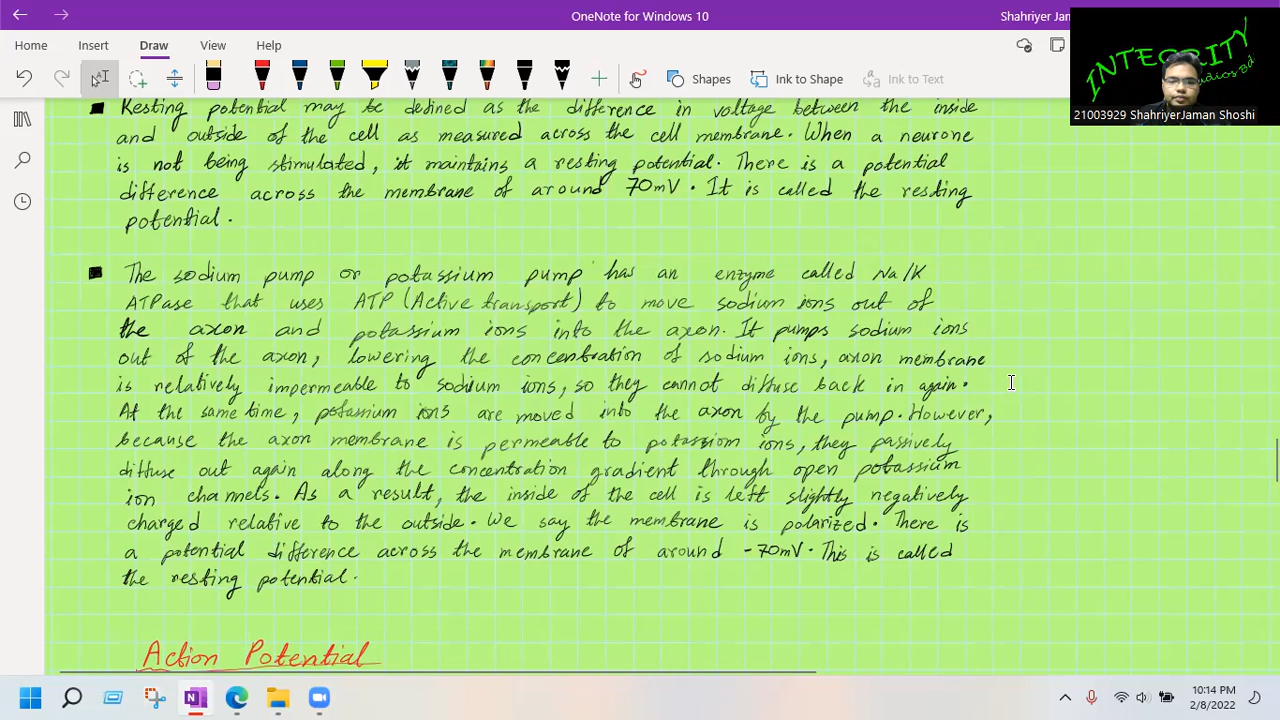 OneNote for Windows 10
Shahriyer Jam
Home Insert Draw View Help
INTEGRITY
udios Bd
21003929 ShahriyerJaman Shoshi
Shapes Ink to Shape Ink to Text
Resting potential may be defined as the difference in voltage between the inside
and outside of the cell as measured across the cell membrane. When a neurone
is not being stimulated, it maintains a resting potential. There is a potential
difference across the membrane of around 70mV. It is called the resting
potential.
The sodium pump or potassium pump has an enzyme called Na/K
ATPase that uses ATP (Active transport) to move sodium ions out of
the axon and potassium ions into the axon. It pumps sodium ions
out of the axon, lowering the concentration of sodium ions, axon membrane
is relatively impermeable to sodium ions, so they cannot diffuse back in again.
At the same time, potassium ions are moved into the axon by the pump. However,
because the axon membrane is permeable to potassium ions, they passively
diffuse out again along the concentration gradient through open potassium
ion channels. As a result, the inside of the cell is left slightly negatively
charged relative to the outside. We say the membrane is polarized. There is
a potential difference across the membrane of around -70mV. This is called
the resting potential.
Action Potential
10:14 PM
2/8/2022